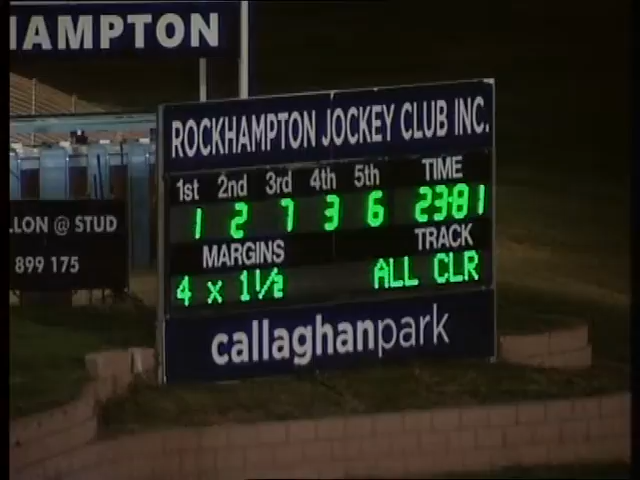 HAMPTON
ROCKHAMPTON JOCKEY CLUB INC.
1st 2nd 3rd 4th 5th TIME
1 2 7 3 6 23·81
MARGINS TRACK
4 x 1½ ALL CLR
callaghanpark
LLON @ STUD
899 175